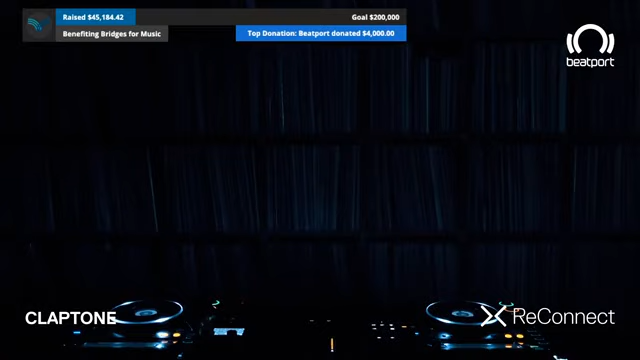 Raised $45,184.42
Goal $200,000
Benefiting Bridges for Music
Top Donation: Beatport donated $4,000.00
beatport
CLAPTONE
ReConnect